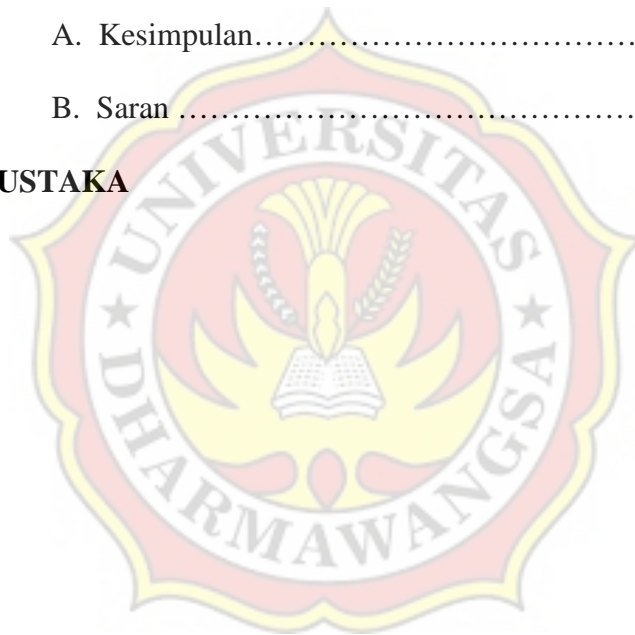 A. Kesimpulan……………………………………
B. Saran ……………………………………………
USTAKA
UNIVERSITAS
DHARMAWANGSA